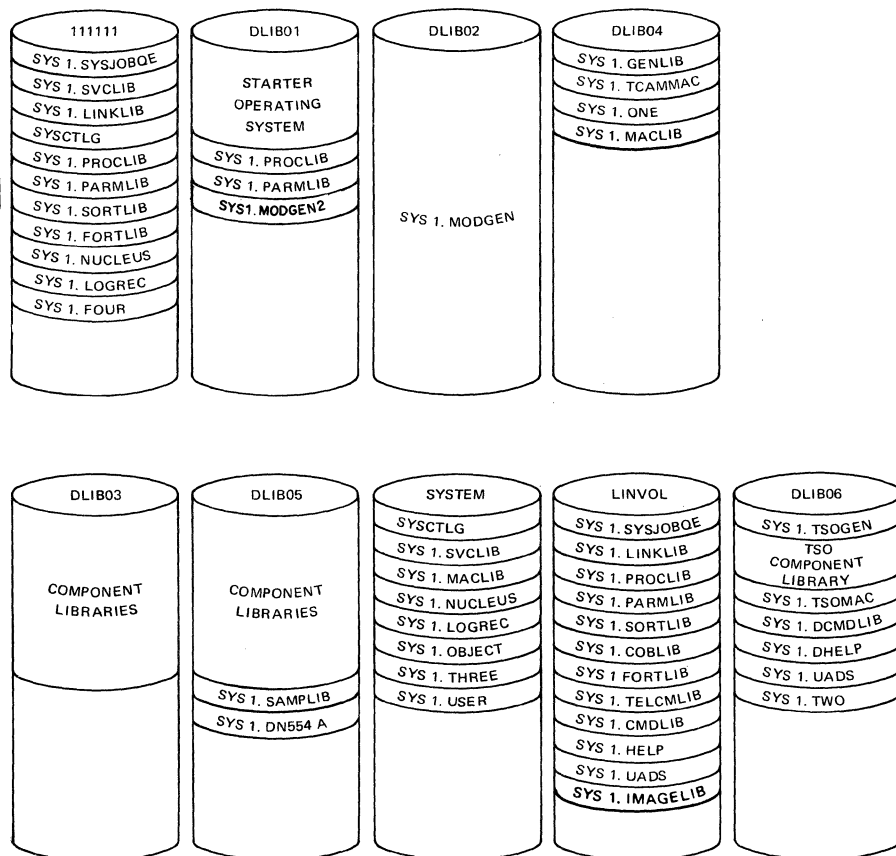 111111
SYS 1. SYSJOBQE
SYS 1. SVCLIB
SYS 1. LINKLIB
SYSCTLG
SYS 1. PROCLIB
SYS 1. PARMLIB
SYS 1. SORTLIB
SYS 1. FORTLIB
SYS 1. NUCLEUS
SYS 1. LOGREC
SYS 1. FOUR
DLIB01
STARTER
OPERATING
SYSTEM
SYS 1. PROCLIB
SYS 1. PARMLIB
SYS1. MODGEN2
DLIB02
SYS 1. MODGEN
DLIB04
SYS 1. GENLIB
SYS 1. TCAMMAC
SYS 1. ONE
SYS 1. MACLIB
DLIB03
COMPONENT
LIBRARIES
DLIB05
COMPONENT
LIBRARIES
SYS 1. SAMPLIB
SYS 1. DN554 A
SYSTEM
SYSCTLG
SYS 1. SVCLIB
SYS 1. MACLIB
SYS 1. NUCLEUS
SYS 1. LOGREC
SYS 1. OBJECT
SYS 1. THREE
SYS 1. USER
LINVOL
SYS 1. SYSJOBQE
SYS 1. LINKLIB
SYS 1. PROCLIB
SYS 1. PARMLIB
SYS 1. SORTLIB
SYS 1. COBLIB
SYS 1 FORTLIB
SYS 1. TELCMLIB
SYS 1. CMDLIB
SYS 1. HELP
SYS 1. UADS
SYS 1. IMAGELIB
DLIB06
SYS 1. TSOGEN
TSO
COMPONENT
LIBRARY
SYS 1. TSOMAC
SYS 1. DCMDLIB
SYS 1. DHELP
SYS 1. UADS
SYS 1. TWO